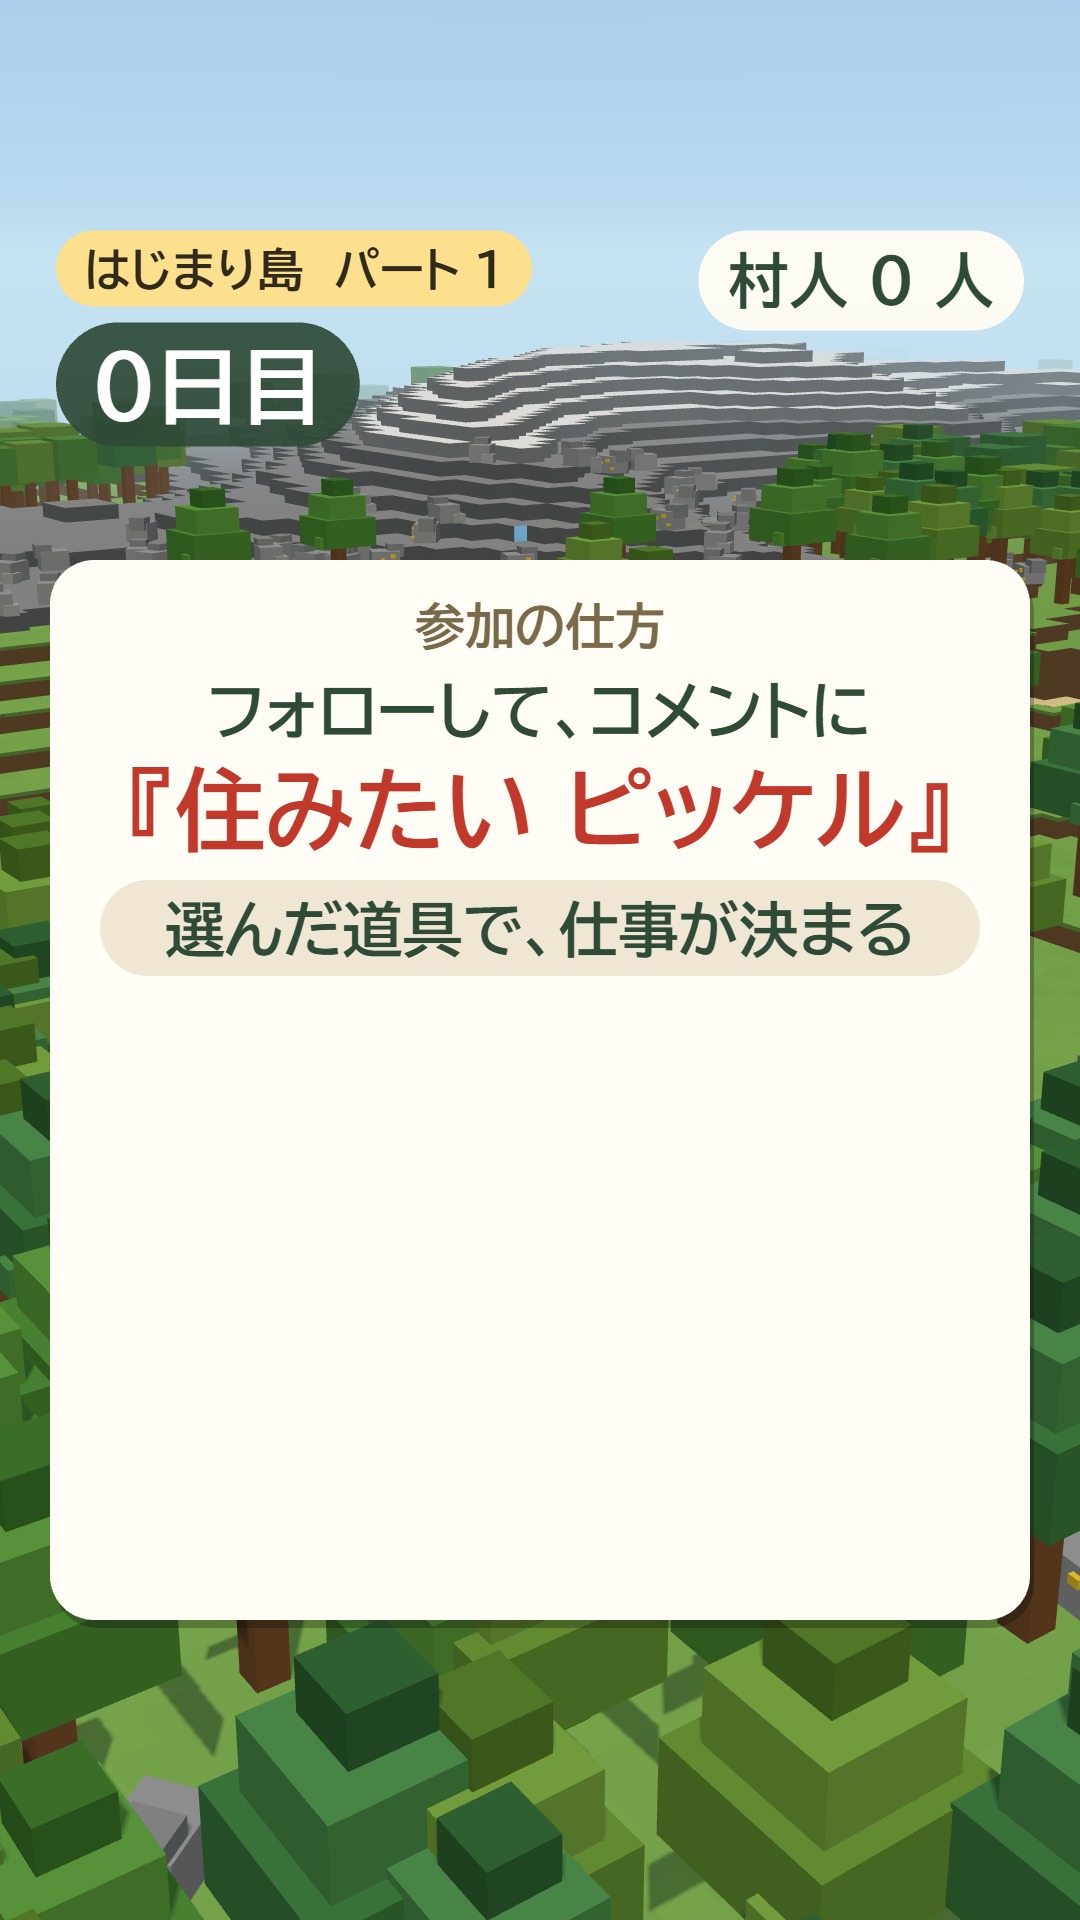 はじまり島 パート 1
村人 0 人
0日目
参加の仕方
フォローして、コメントに
『住みたい ピッケル』
選んだ道具で、仕事が決まる